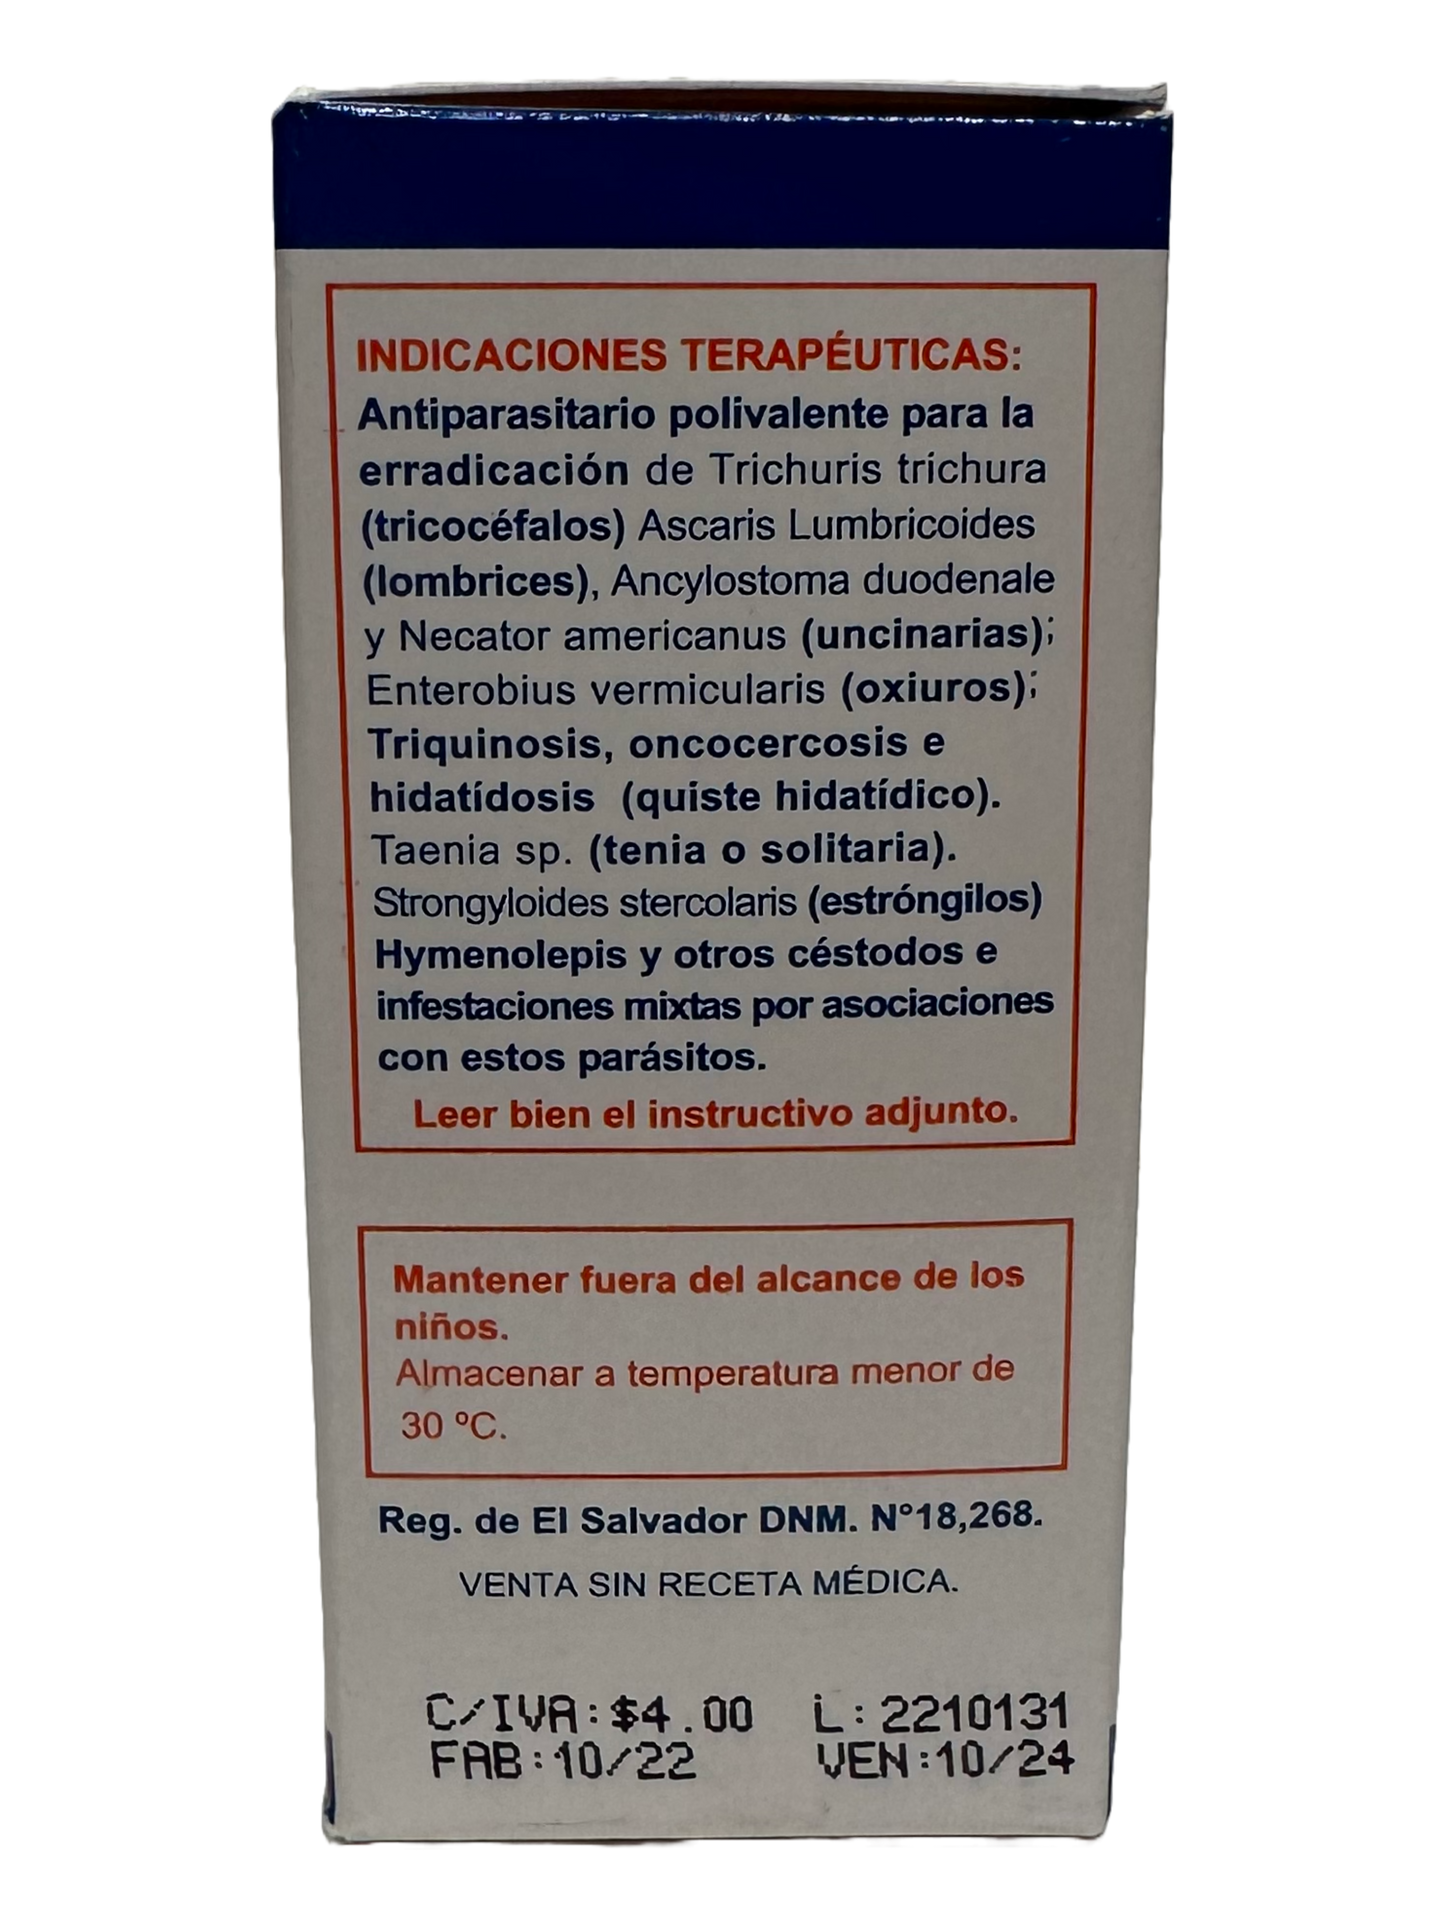 INDICACIONES TERAPÉUTICAS:
Antiparasitario polivalente para la
erradicación de Trichuris trichura
(tricocéfalos) Ascaris Lumbricoides
(lombrices), Ancylostoma duodenale
y Necator americanus (uncinarias);
Enterobius vermicularis (oxiuros);
Triquinosis, oncocercosis e
hidatídosis (quiste hidatídico).
Taenia sp. (tenia o solitaria).
Strongyloides stercolaris (estróngilos)
Hymenolepis y otros céstodos e
infestaciones mixtas por asociaciones
con estos parásitos.
Leer bien el instructivo adjunto.
Mantener fuera del alcance de los
niños.
Almacenar a temperatura menor de
30 ºC.
Reg. de El Salvador DNM. N°18,268.
VENTA SIN RECETA MÉDICA.
C/IVA:$4.00 L:2210131
FAB:10/22 VEN:10/24